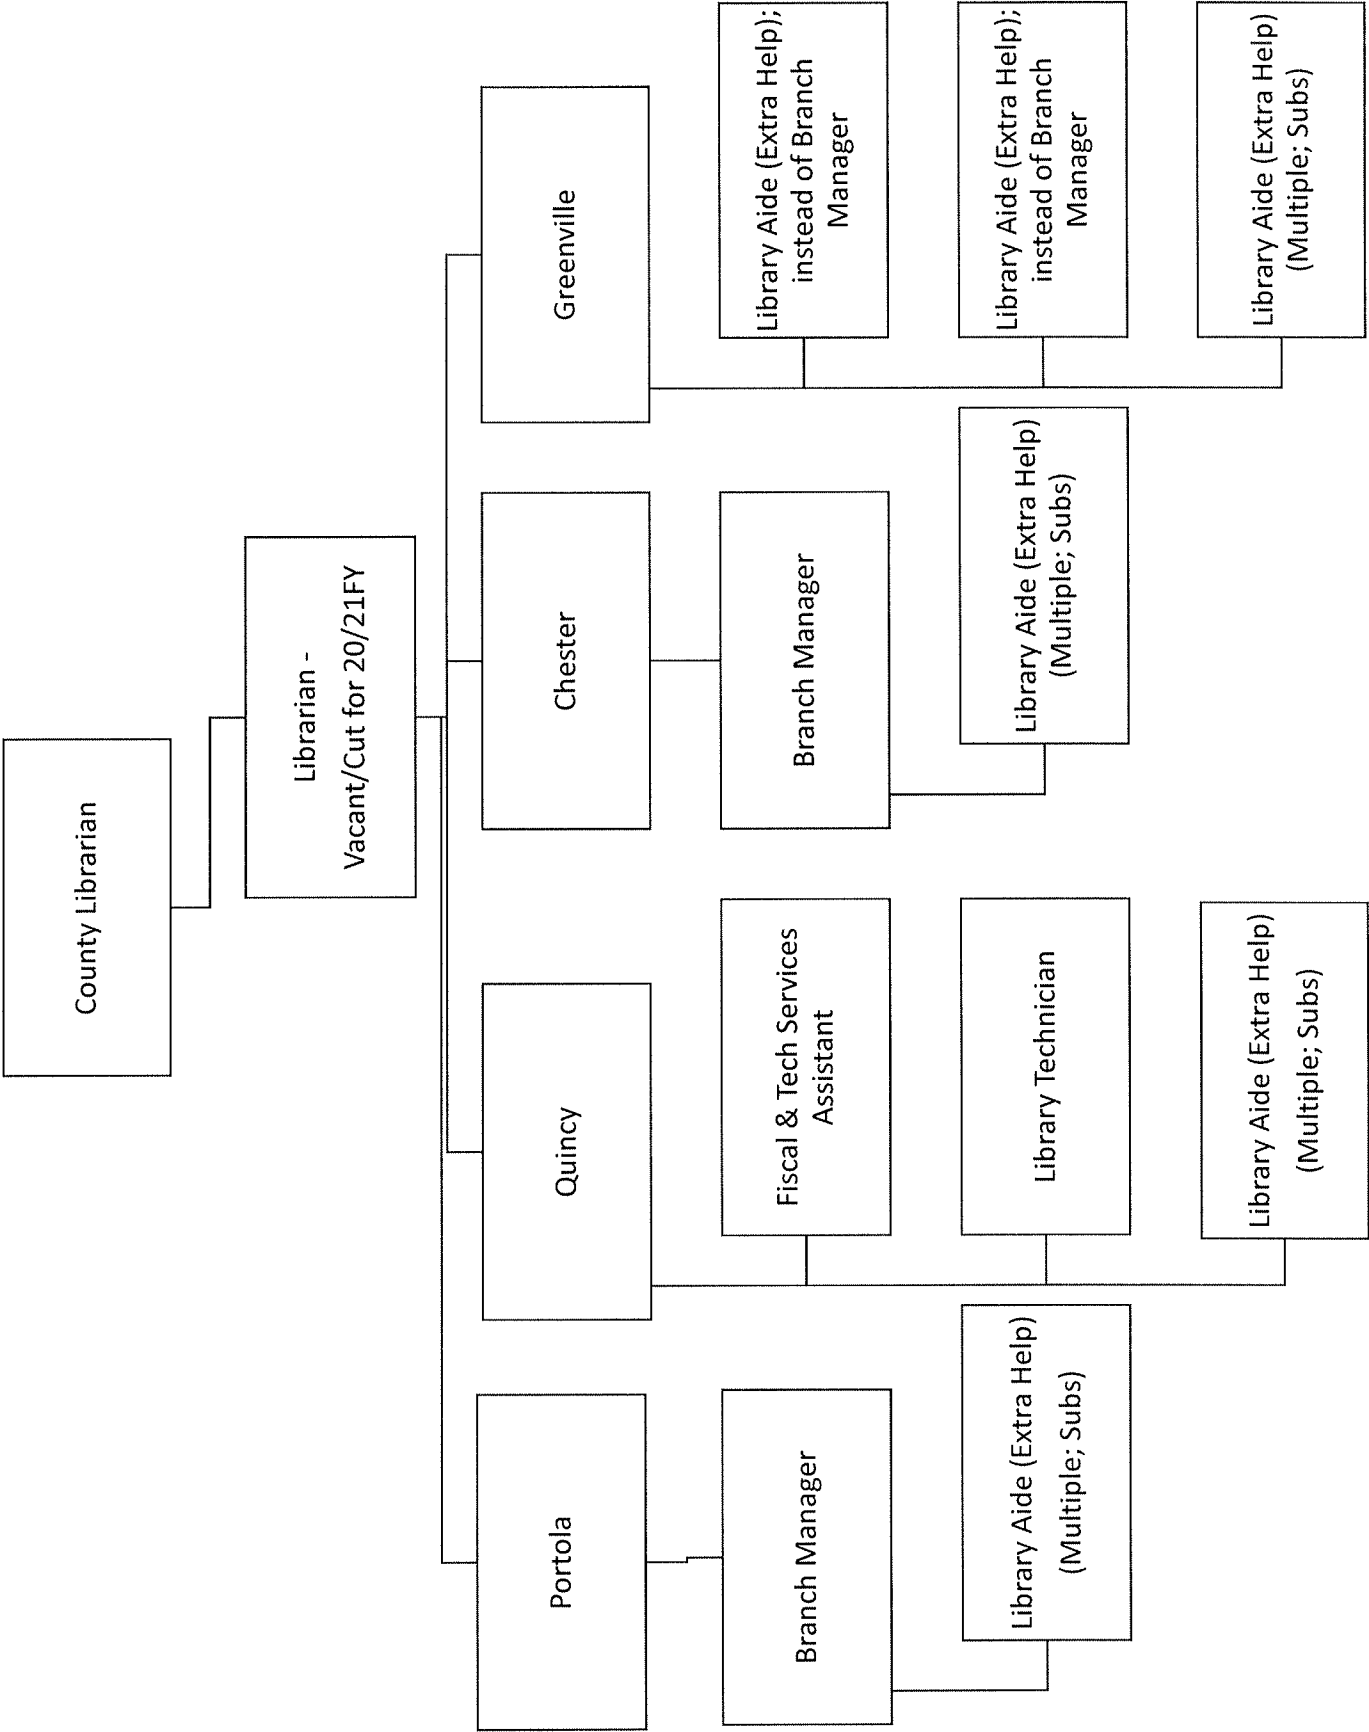 County Librarian
Librarian -
Vacant/Cut for 20/21FY
Portola
Quincy
Chester
Greenville
Branch Manager
Fiscal & Tech Services
Assistant
Branch Manager
Library Aide (Extra Help);
instead of Branch
Manager
Library Aide (Extra Help)
(Multiple; Subs)
Library Technician
Library Aide (Extra Help)
(Multiple; Subs)
Library Aide (Extra Help);
instead of Branch
Manager
Library Aide (Extra Help)
(Multiple; Subs)
Library Aide (Extra Help)
(Multiple; Subs)